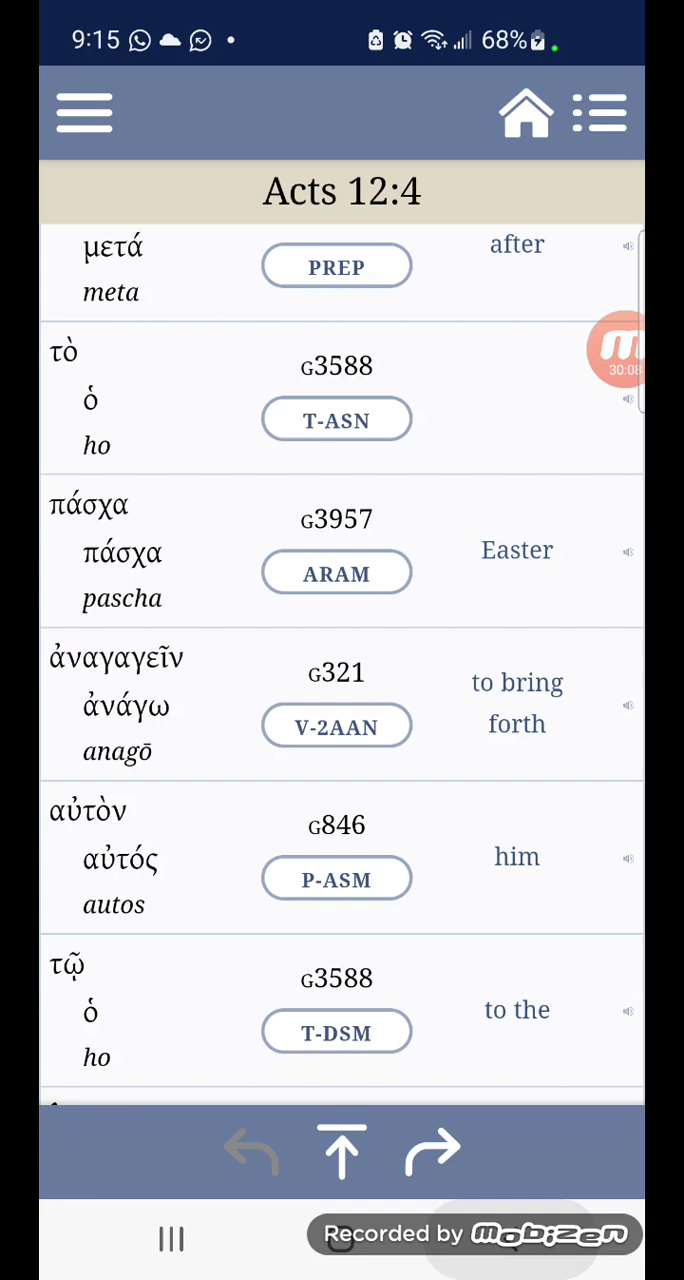 9:15 68%
Acts 12:4
μετά PREP after
meta
τὸ G3588
ὁ T-ASN
ho
30:08
πάσχα G3957
πάσχα ARAM Easter
pascha
ἀναγαγεῖν G321 to bring
ἀνάγω V-2AAN forth
anagō
αὐτὸν G846
αὐτός P-ASM him
autos
τῷ G3588
ὁ T-DSM to the
ho
Recorded by mobizen